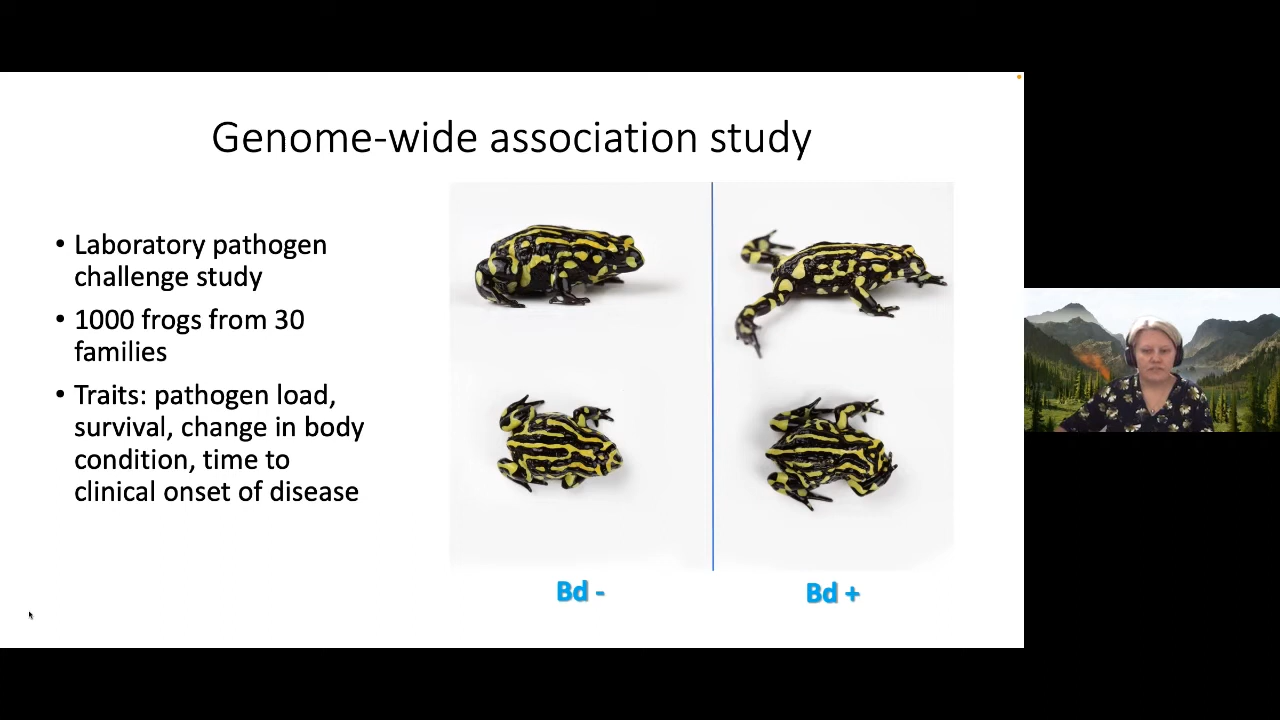 Genome-wide association study
• Laboratory pathogen
challenge study
• 1000 frogs from 30
families
• Traits: pathogen load,
survival, change in body
condition, time to
clinical onset of disease
Bd -
Bd +